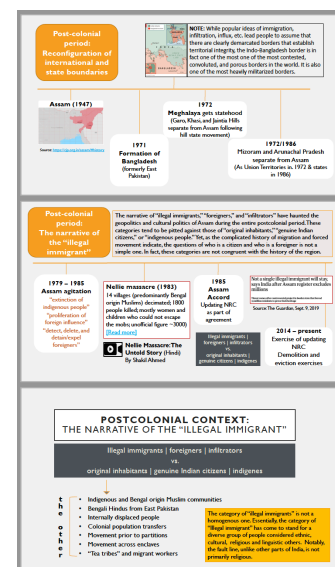 Post-colonial
period:
Reconfiguration of
international and
state boundaries
NOTE: While popular ideas of immigration,
infiltration, influx, etc. lead people to assume that
there are clearly demarcated borders that establish
territorial integrity, the Indo-Bangladesh border is in
fact one of the most one of the most contested,
convoluted, and porous borders in the world. It is also
one of the most heavily militarized borders.
Assam (1947)
1971
Formation of
Bangladesh
(formerly East
Pakistan)
1972
Meghalaya gets statehood
(Garo, Khasi, and Jaintia Hills
separate from Assam following
hill state movement)
1972/1986
Mizoram and Arunachal Pradesh
separate from Assam
(As Union Territories in. 1972 & states
in 1986)
Post-colonial
period:
The narrative of
the “illegal
immigrant”
The narrative of “illegal immigrants,” “foreigners,” and “infiltrators” have haunted the
geopolitics and cultural politics of Assam during the entire postcolonial period. These
categories tend to be pitted against those of “original inhabitants,” “genuine Indian
citizens,” or “indigenous people.” Yet, as the complicated history of migration and forced
movement indicate, the questions of who is a citizen and who is a foreigner is not a
simple one. In fact, these categories are not congruent with the history of the region.
1979 – 1985
Assam agitation
“extinction of
indigenous people”
“proliferation of
foreign influence”
“detect, delete, and
detain/expel
foreigners”
Nellie massacre (1983)
14 villages (predominantly Bengal
origin Muslims) decimated; 1800
people killed; mostly women and
children who could not escape
the mobs; unofficial figure ~3000)
[Read more]
Nellie Massacre: The
Untold Story (Hindi)
By Shakil Ahmed
1985
Assam
Accord
Updating NRC
as part of
agreement
illegal immigrants |
foreigners | infiltrators
vs.
original inhabitants |
genuine citizens | indigenes
Not a single illegal immigrant will stay,
says India after Assam register excludes
millions
Source: The Guardian. Sept. 9, 2019
2014 – present
Exercise of updating
NRC
Demolition and
eviction exercises
POSTCOLONIAL CONTEXT:
THE NARRATIVE OF THE “ILLEGAL IMMIGRANT”
Illegal immigrants | foreigners | infiltrators
vs.
original inhabitants | genuine Indian citizens | indigenes
the other
• Indigenous and Bengal origin Muslim communities
• Bengali Hindus from East Pakistan
• Internally displaced people
• Colonial population transfers
• Movement prior to partitions
• Movement across enclaves
• “Tea tribes” and migrant workers
The category of “illegal immigrants” is not a
homogenous one. Essentially, the category of
“illegal immigrant” has come to stand for a
diverse group of people considered ethnic,
cultural, religious and linguistic others. Notably,
the fault line, unlike other parts of India, is not
primarily religious.